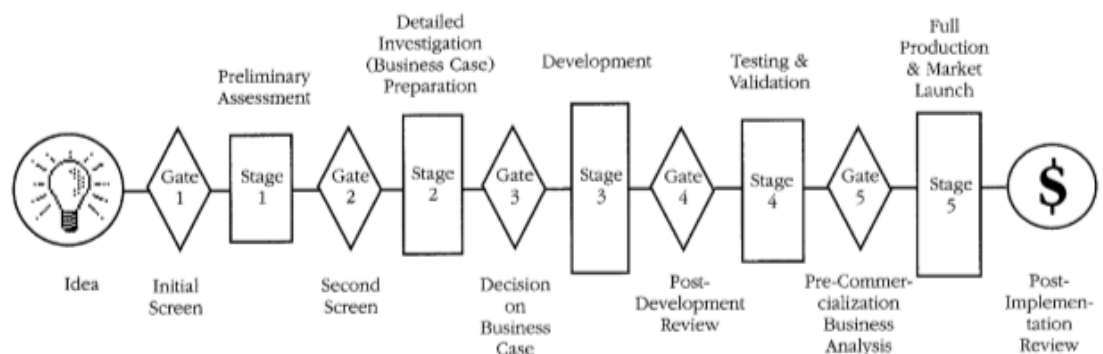 Preliminary
Assessment
Detailed
Investigation
(Business Case)
Preparation
Development
Testing &
Validation
Full
Production
& Market
Launch
Gate
1
Stage
1
Gate
2
Stage
2
Gate
3
Stage
3
Gate
4
Stage
4
Gate
5
Stage
5
$
Idea
Initial
Screen
Second
Screen
Decision
on
Business
Case
Post-
Development
Review
Pre-Commer-
cialization
Business
Analysis
Post-
Implemen-
tation
Review